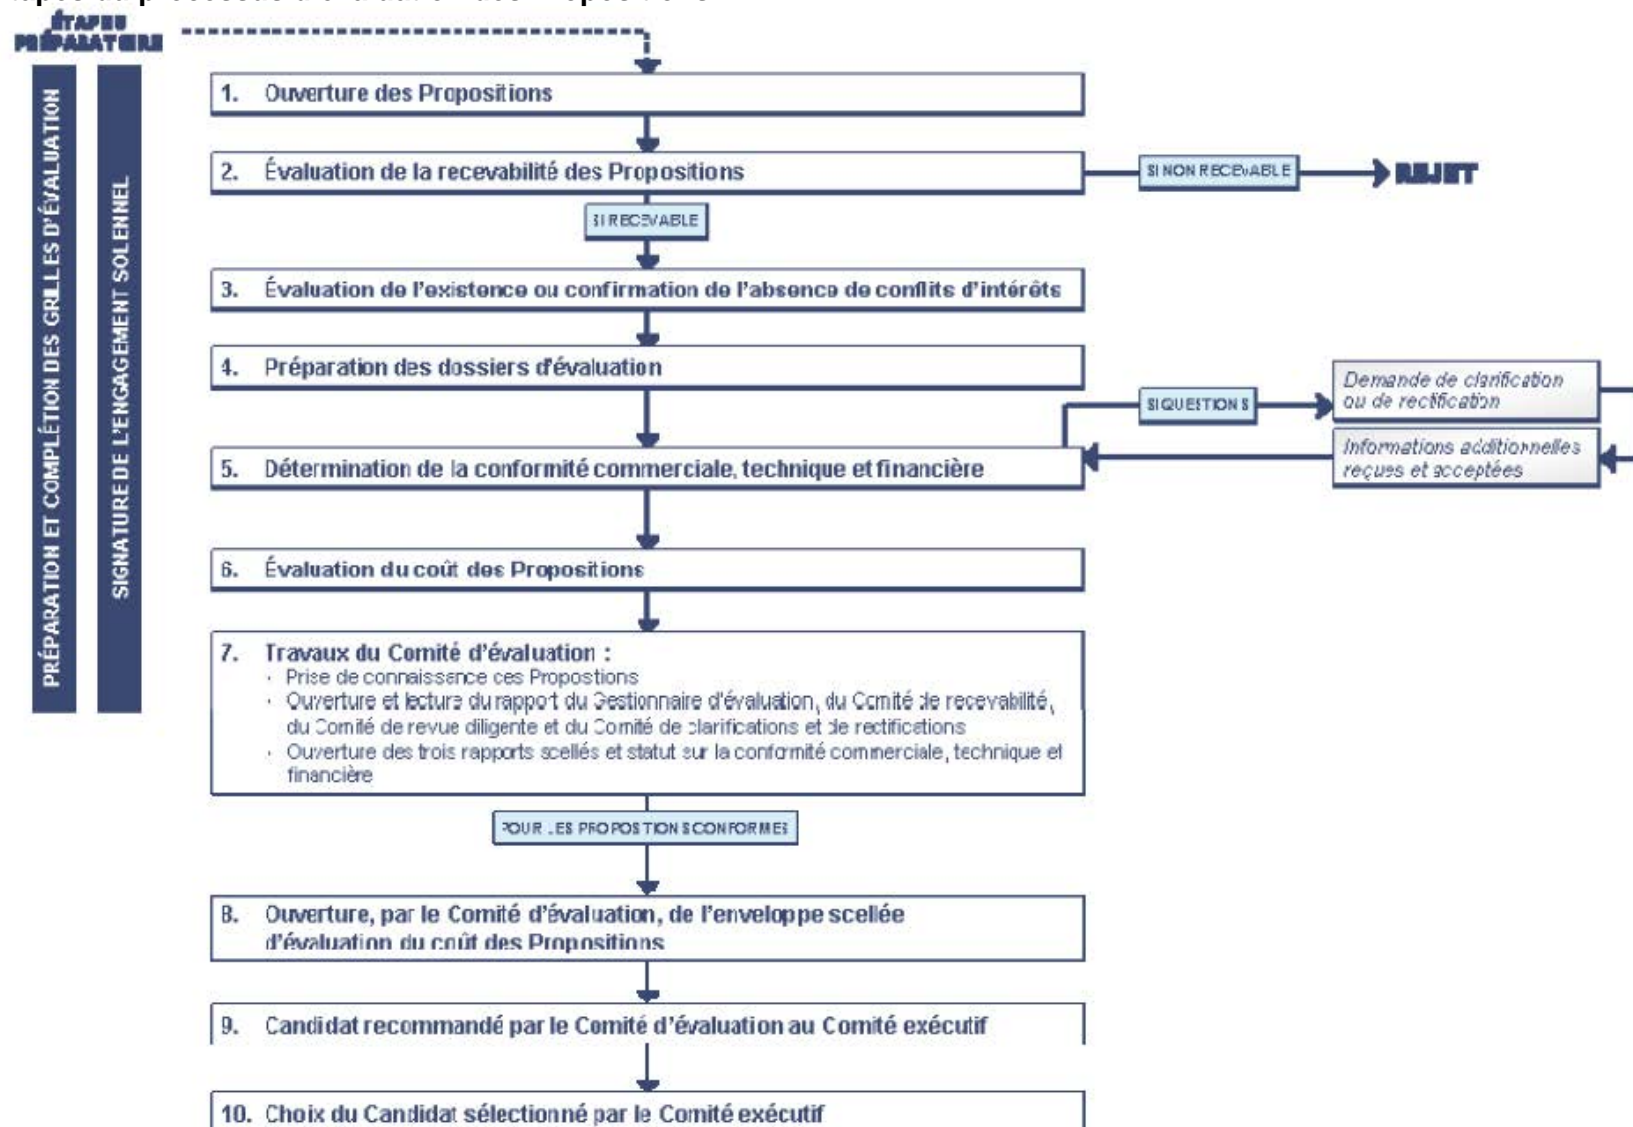 tapes du processus d'évaluation des Propositions
ÉTAPES
PRÉPARATOIRE
PRÉPARATION ET COMPLÉTION DES GRILLES D'ÉVALUATION
SIGNATURE DE L'ENGAGEMENT SOLENNEL
1. Ouverture des Propositions
2. Évaluation de la recevabilité des Propositions
SI NON RECEVABLE
REJET
SI RECEVABLE
3. Évaluation de l'existence ou confirmation de l'absence de conflits d'intérêts
4. Préparation des dossiers d'évaluation
SI QUESTIONS
Demande de clarification
ou de rectification
Informations additionnelles
reçues et acceptées
5. Détermination de la conformité commerciale, technique et financière
6. Évaluation du coût des Propositions
7. Travaux du Comité d'évaluation :
· Prise de connaissance des Propostions
· Ouverture et lecture du rapport du Gestionnaire d'évaluation, du Comité de recevabilité,
du Comité de revue diligente et du Comité de clarifications et de rectifications
· Ouverture des trois rapports scellés et statut sur la conformité commerciale, technique et
financière
POUR LES PROPOSTIONS CONFORMES
8. Ouverture, par le Comité d'évaluation, de l'enveloppe scellée
d'évaluation du coût des Propositions
9. Candidat recommandé par le Comité d'évaluation au Comité exécutif
10. Choix du Candidat sélectionné par le Comité exécutif